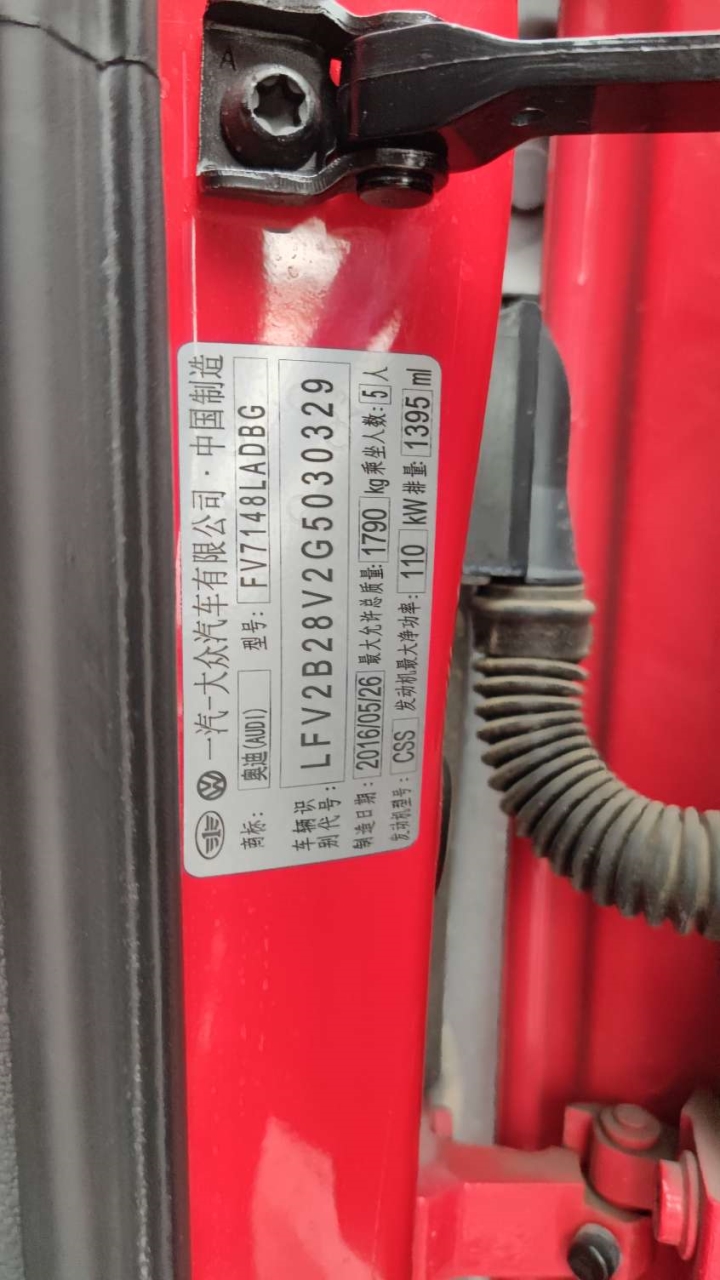 A
一汽-大众汽车有限公司·中国制造
商标: 奥迪(AUDI) 型号: FV7148LADBG
车辆识别代号: LFV2B28V2G5030329
制造日期: 2016/05/26 最大允许总质量: 1790 kg 乘坐人数: 5 人
发动机型号: CSS 发动机最大净功率: 110 kW 排量: 1395 ml